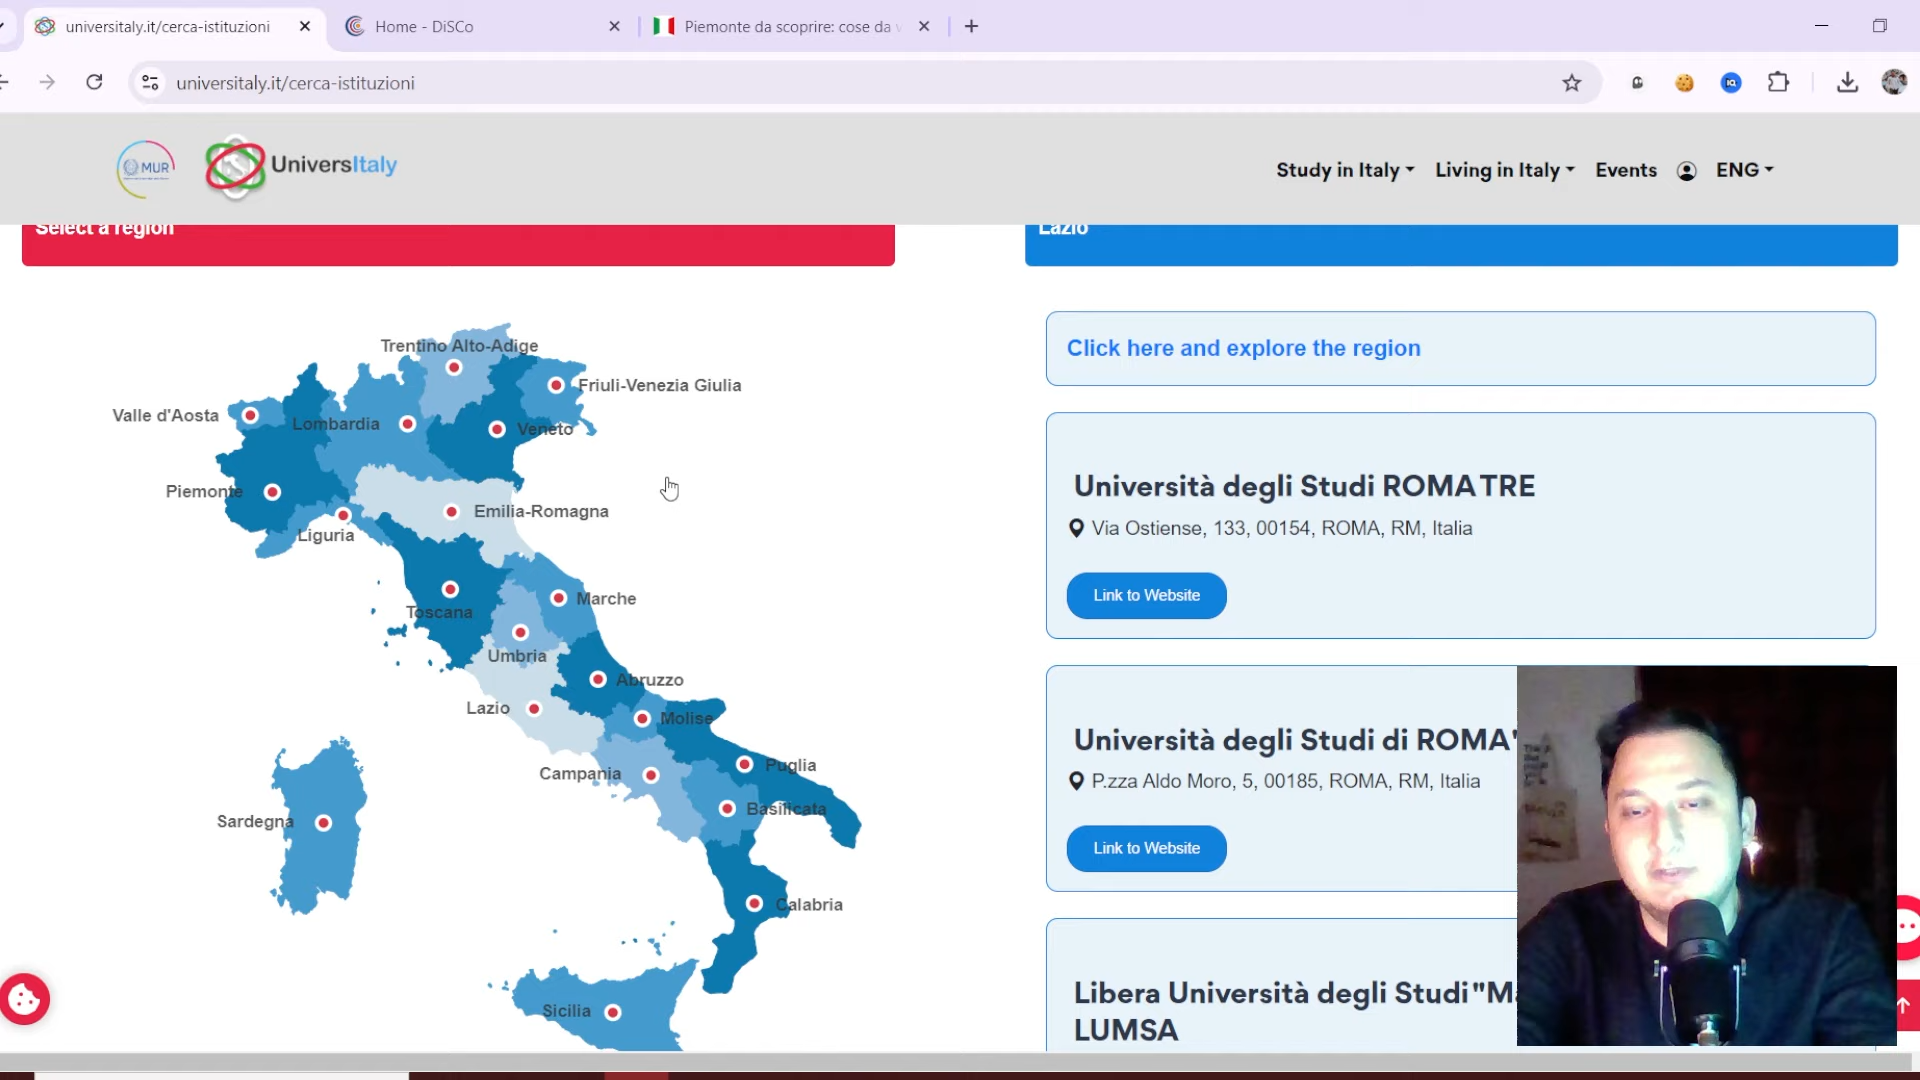 universitaly.it/cerca-istituzioni
Home - DiSCo
Piemonte da scoprire: cose da v
universitaly.it/cerca-istituzioni
MUR
UniversItaly
Study in Italy
Living in Italy
Events
ENG
Select a region
Lazio
Trentino Alto-Adige
Friuli-Venezia Giulia
Valle d'Aosta
Lombardia
Veneto
Piemonte
Emilia-Romagna
Liguria
Marche
Toscana
Umbria
Abruzzo
Lazio
Molise
Campania
Puglia
Basilicata
Sardegna
Calabria
Sicilia
Click here and explore the region
Università degli Studi ROMA TRE
Via Ostiense, 133, 00154, ROMA, RM, Italia
Link to Website
Università degli Studi di ROMA "
P.zza Aldo Moro, 5, 00185, ROMA, RM, Italia
Link to Website
Libera Università degli Studi "Ma
LUMSA